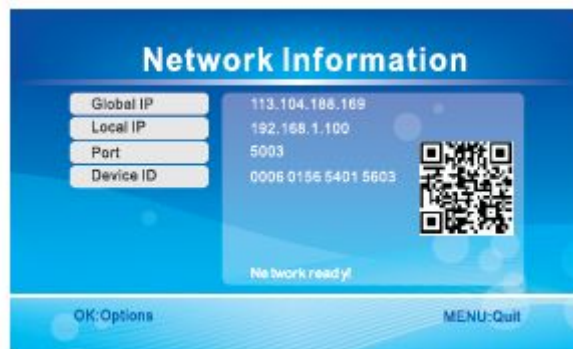 Network Information
Global IP 113.104.186.169
Local IP 192.168.1.100
Port 5003
Device ID 0006 0156 5401 5603
Network ready!
OK:Options MENU:Quit